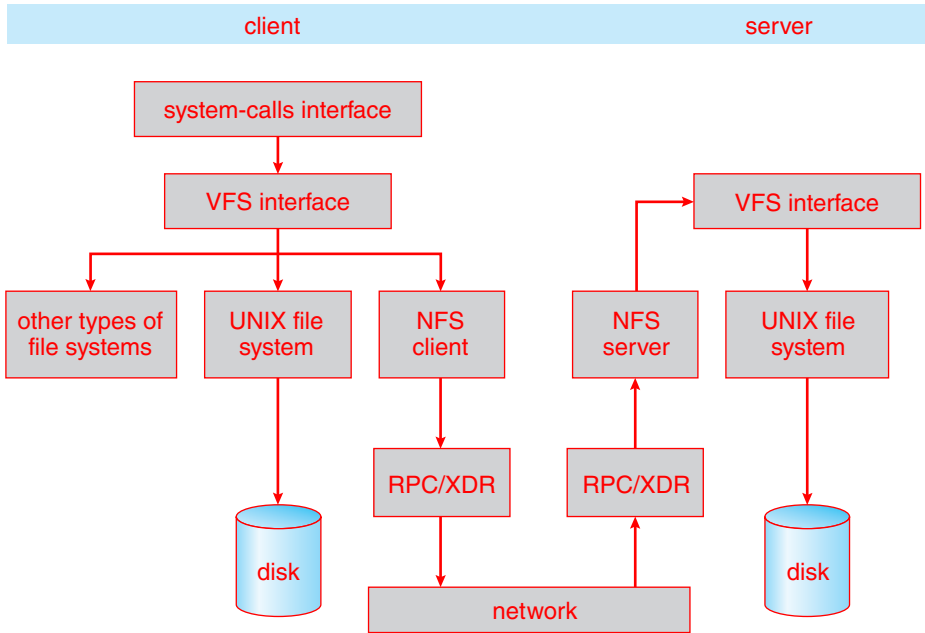 client
server
system-calls interface
VFS interface
VFS interface
other types of
file systems
UNIX file
system
NFS
client
NFS
server
UNIX file
system
RPC/XDR
RPC/XDR
disk
disk
network